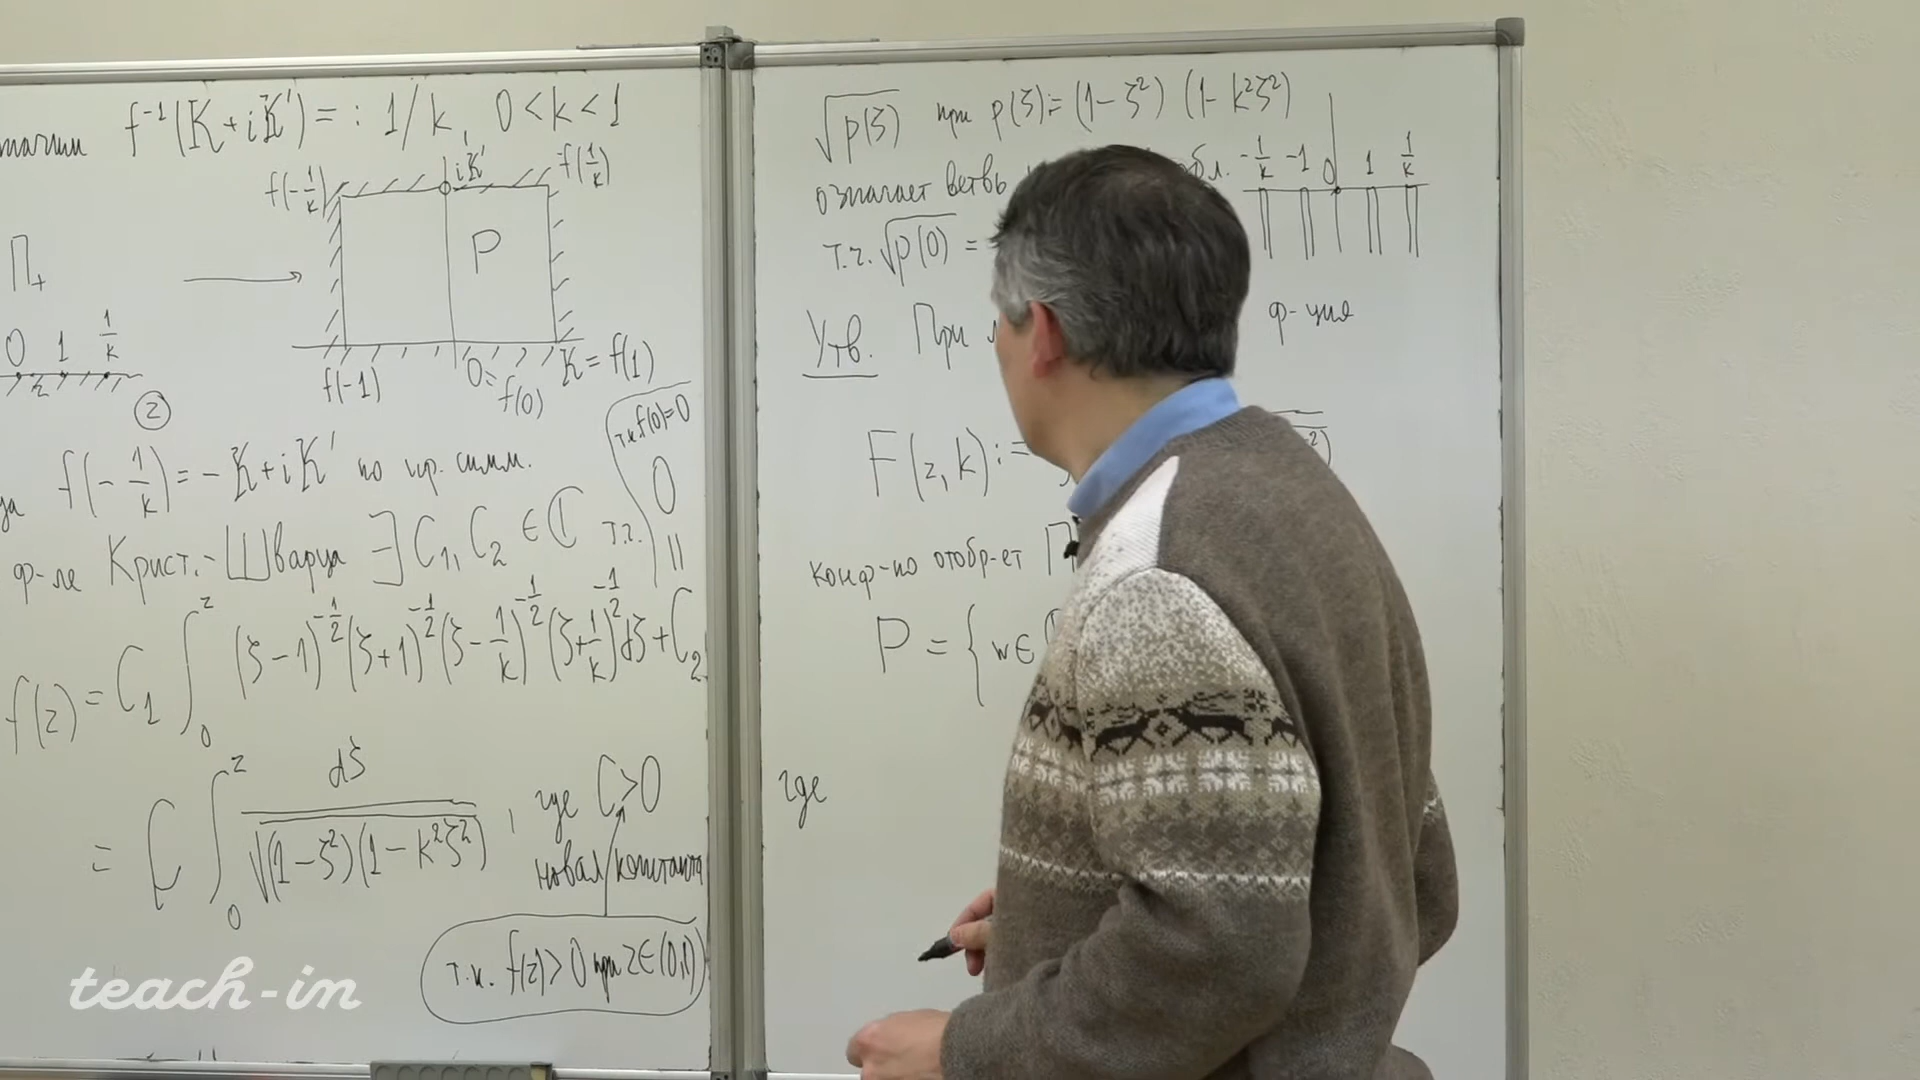 значим f⁻¹(K+iK′)=: 1/k, 0<k<1
f(-1/k) iK′ f(1/k)
П₊ P
0 1 1/k
f(-1) 0=f(0) K=f(1)
z
т.к. f(0)=0
f(-1/k)=-K+iK′ по пр. симм.
0
ф-ле Крист.-Шварца ∃ C₁, C₂ ∈ ℂ т.г.
=
f(z)=C₁∫₀ᶻ(ζ-1)^{-1/2}(ζ+1)^{-1/2}(ζ-1/k)^{-1/2}(ζ+1/k)^{-1/2}dζ+C₂
= C∫₀ᶻ dζ/√((1-ζ²)(1-k²ζ²)), где C>0
новая константа
т.к. f(z)>0 при z∈(0,1)
√p(ζ) при p(ζ):=(1-ζ²)(1-k²ζ²)
означает ветвь обл. -1/k -1 0 1 1/k
т.ч. √p(0) =
Утв. При ф-ция
F(z,k):=
конф-но отобр-ет П
P = {w∈
где
teach-in